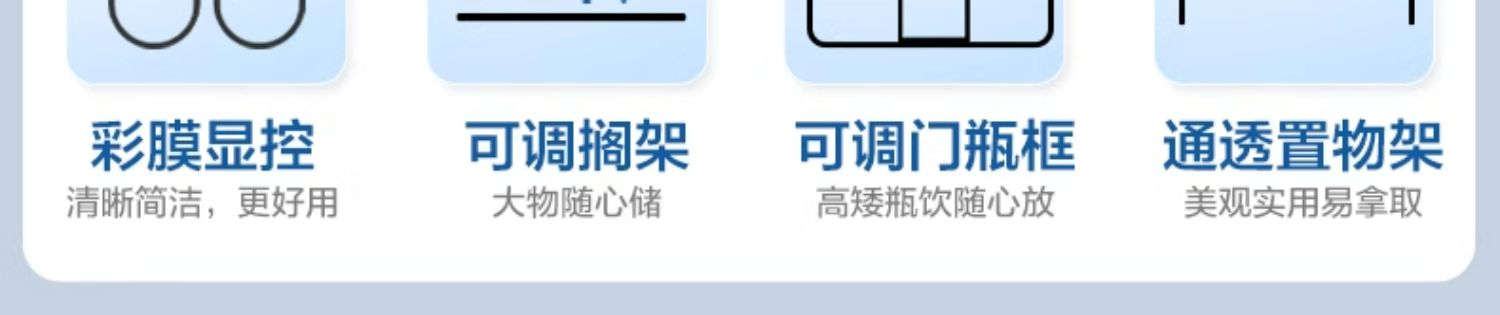 彩膜显控
清晰简洁，更好用
可调搁架
大物随心储
可调门瓶框
高矮瓶饮随心放
通透置物架
美观实用易拿取